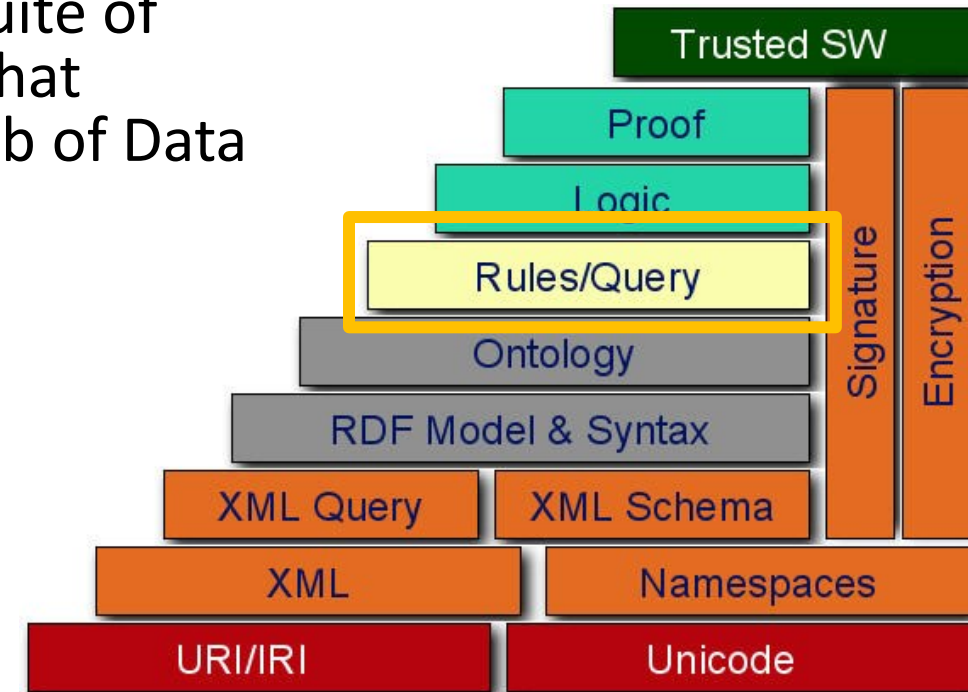 uite of
hat
b of Data
Trusted SW
Proof
Logic
Rules/Query
Ontology
RDF Model & Syntax
XML Query
XML Schema
XML
Namespaces
URI/IRI
Unicode
Signature
Encryption